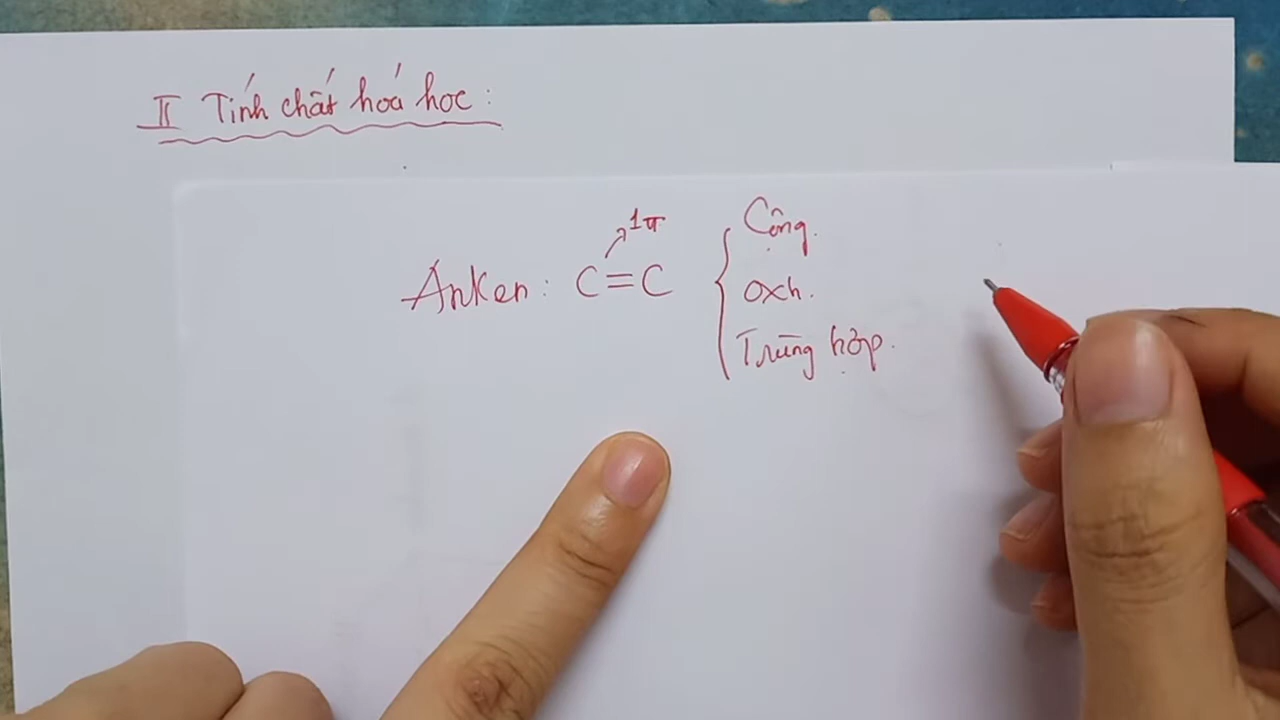 II Tính chất hoá học:
1π
Anken: C=C
Cộng.
oxh.
Trùng hợp.